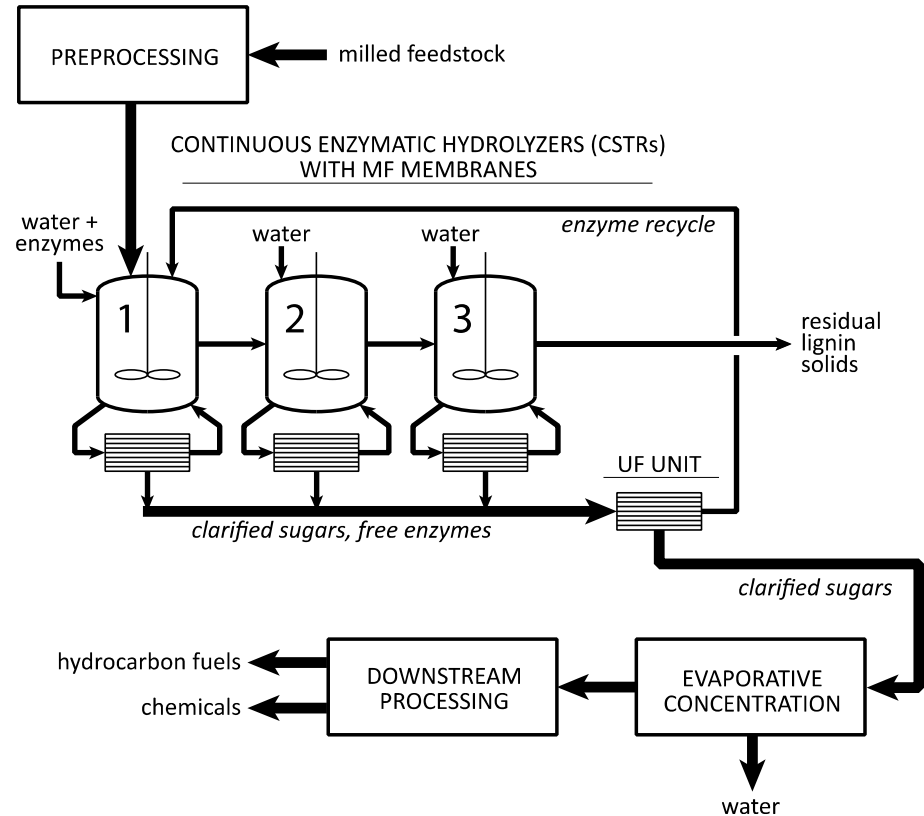 PREPROCESSING
milled feedstock
CONTINUOUS ENZYMATIC HYDROLYZERS (CSTRs)
WITH MF MEMBRANES
water +
enzymes
water
water
enzyme recycle
1
2
3
residual
lignin
solids
UF UNIT
clarified sugars, free enzymes
clarified sugars
hydrocarbon fuels
chemicals
DOWNSTREAM
PROCESSING
EVAPORATIVE
CONCENTRATION
water